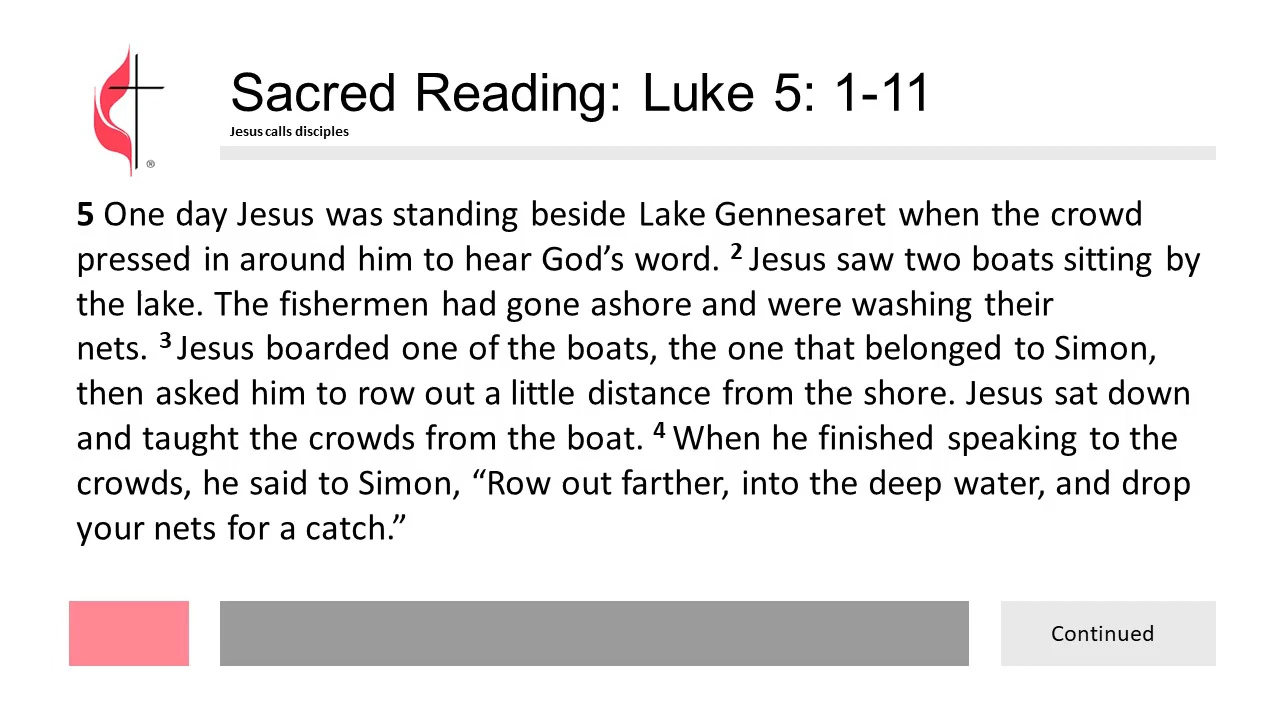 Sacred Reading: Luke 5: 1-11
Jesus calls disciples
®
5 One day Jesus was standing beside Lake Gennesaret when the crowd
pressed in around him to hear God’s word. 2 Jesus saw two boats sitting by
the lake. The fishermen had gone ashore and were washing their
nets. 3 Jesus boarded one of the boats, the one that belonged to Simon,
then asked him to row out a little distance from the shore. Jesus sat down
and taught the crowds from the boat. 4 When he finished speaking to the
crowds, he said to Simon, “Row out farther, into the deep water, and drop
your nets for a catch.”
Continued